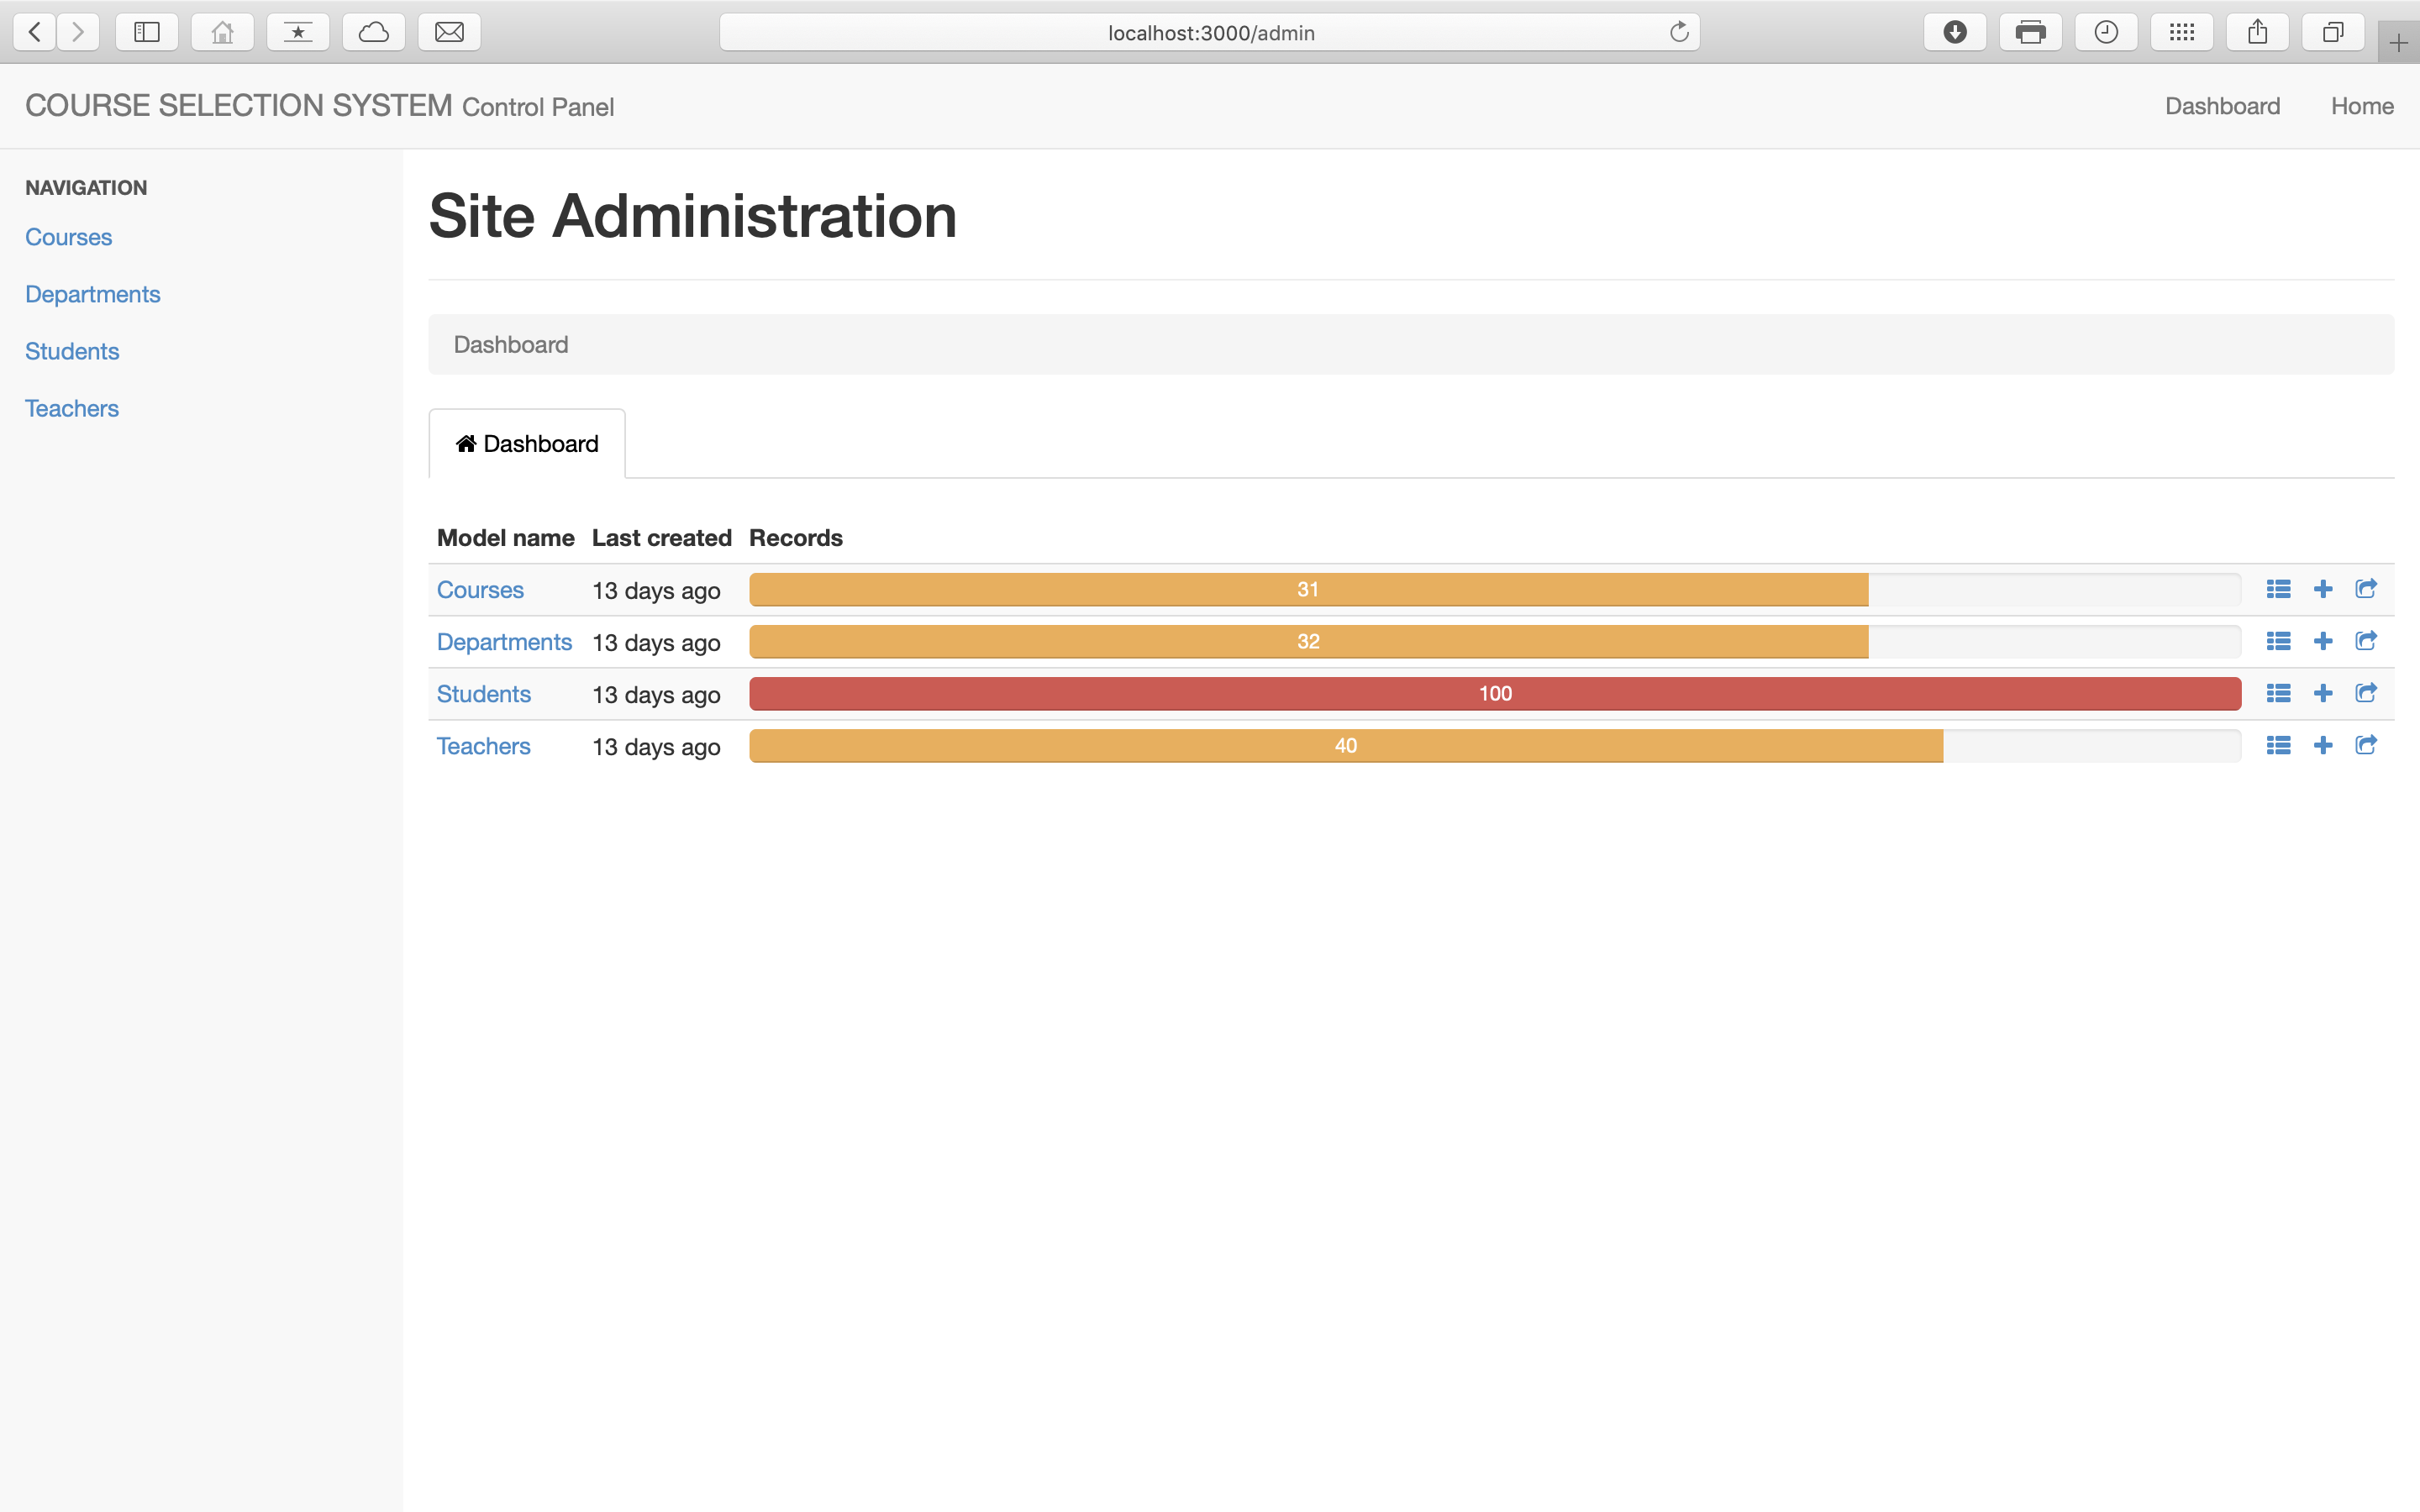 localhost:3000/admin
COURSE SELECTION SYSTEM Control Panel
Dashboard
Home
NAVIGATION
Courses
Departments
Students
Teachers
Site Administration
Dashboard
Dashboard
Model name Last created Records
Courses 13 days ago 31
Departments 13 days ago 32
Students 13 days ago 100
Teachers 13 days ago 40